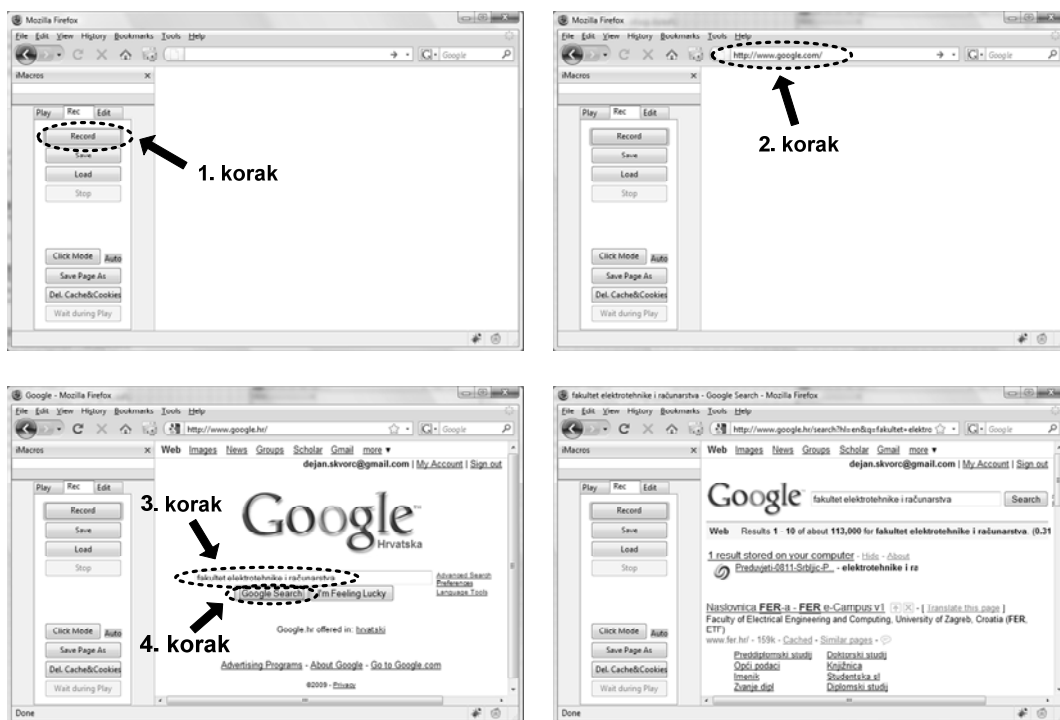 Mozilla Firefox
File Edit View History Bookmarks Tools Help
Google
iMacros
Play Rec Edit
Record
Save
Load
Stop
1. korak
Click Mode Auto
Save Page As
Del. Cache&Cookies
Wait during Play
Mozilla Firefox
File Edit View History Bookmarks Tools Help
http://www.google.com/
Google
iMacros
Play Rec Edit
Record
Save
Load
Stop
2. korak
Click Mode Auto
Save Page As
Del. Cache&Cookies
Wait during Play
Google - Mozilla Firefox
File Edit View History Bookmarks Tools Help
http://www.google.hr/
Google
iMacros
Web Images News Groups Scholar Gmail more ▼
dejan.skvorc@gmail.com | My Account | Sign out
Play Rec Edit
Record
Save
Load
Stop
3. korak
Google™
Hrvatska
fakultet elektrotehnike i računarstva
Advanced Search
Preferences
Language Tools
Google Search I'm Feeling Lucky
4. korak
Google.hr offered in: hrvatski
Click Mode Auto
Save Page As
Del. Cache&Cookies
Wait during Play
Advertising Programs - About Google - Go to Google.com
©2009 - Privacy
Done
fakultet elektrotehnike i računarstva - Google Search - Mozilla Firefox
File Edit View History Bookmarks Tools Help
http://www.google.hr/search?hl=en&q=fakultet+elektro
Google
iMacros
Web Images News Groups Scholar Gmail more ▼
dejan.skvorc@gmail.com | My Account | Sign out
Play Rec Edit
Record
Save
Load
Stop
Google™ fakultet elektrotehnike i računarstva Search
Web Results 1 - 10 of about 113,000 for fakultet elektrotehnike i računarstva. (0.31
1 result stored on your computer - Hide - About
Preduvjeti-0811-Srbljic-P... - elektrotehnike i ra
Naslovnica FER-a - FER e-Campus v1 - [ Translate this page ]
Faculty of Electrical Engineering and Computing, University of Zagreb, Croatia (FER,
ETF)
www.fer.hr/ - 159k - Cached - Similar pages -
Preddiplomski studij Doktorski studij
Opći podaci Knjižnica
Imenik Studentska sl
Zvanje dipl Diplomski studij
Click Mode Auto
Save Page As
Del. Cache&Cookies
Wait during Play
Done